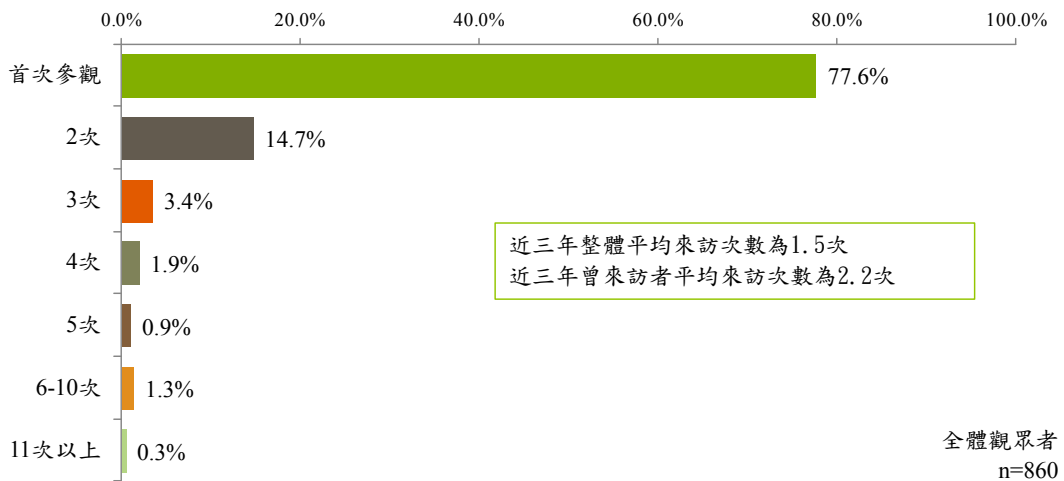 0.0% 20.0% 40.0% 60.0% 80.0% 100.0%
首次參觀 77.6%
2次 14.7%
3次 3.4%
近三年整體平均來訪次數為1.5次
4次 1.9%
近三年曾來訪者平均來訪次數為2.2次
5次 0.9%
6-10次 1.3%
11次以上 0.3%
全體觀眾者
n=860